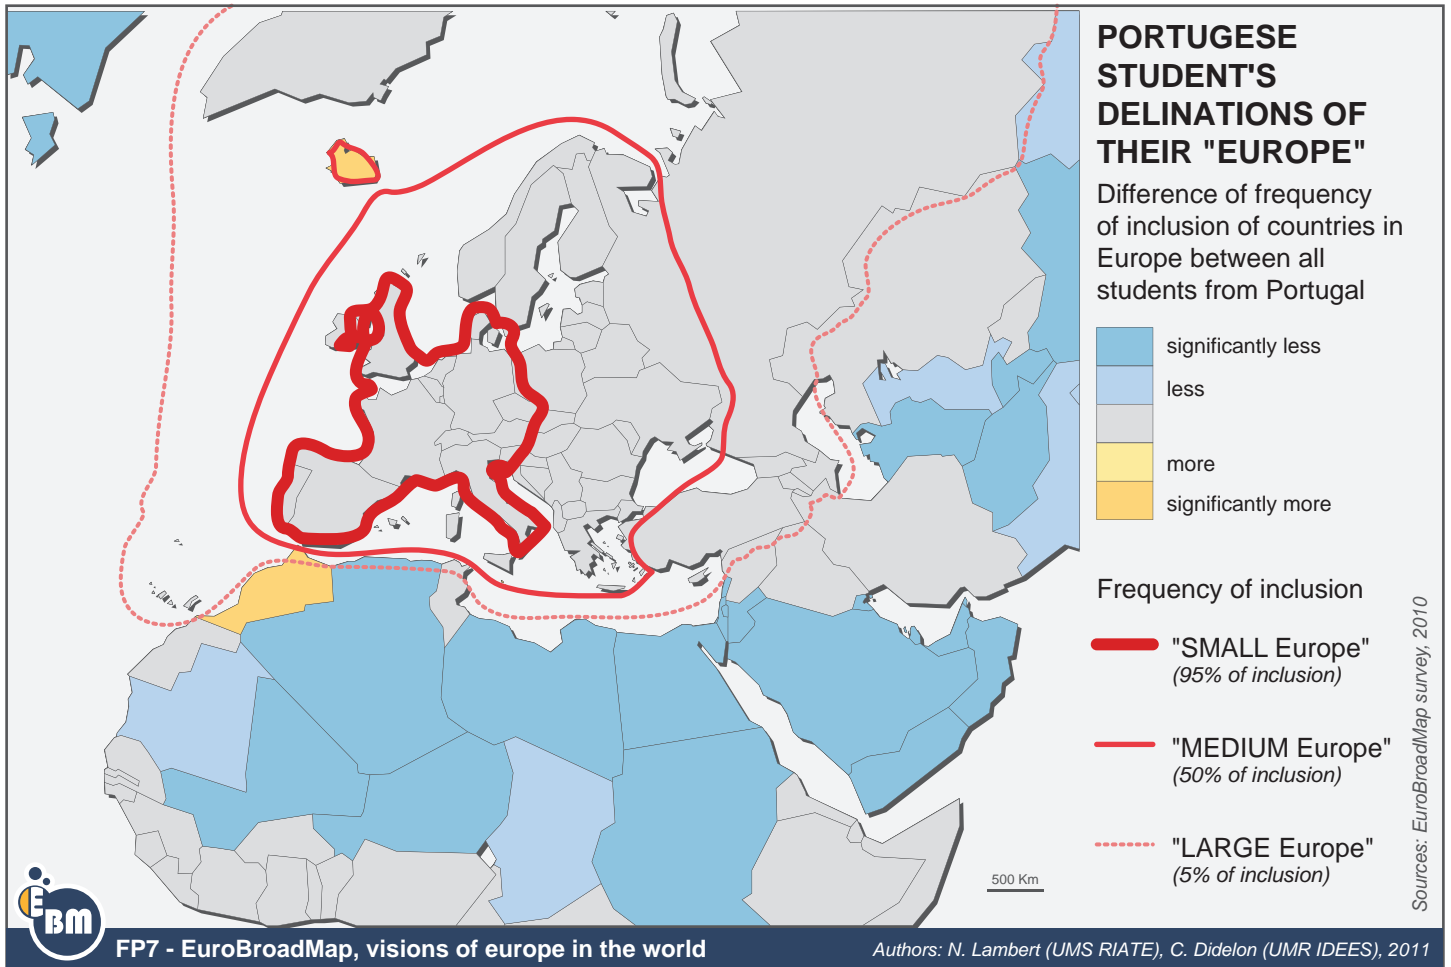 PORTUGESE
STUDENT'S
DELINATIONS OF
THEIR "EUROPE"
Difference of frequency
of inclusion of countries in
Europe between all
students from Portugal
significantly less
less
more
significantly more
Frequency of inclusion
"SMALL Europe"
(95% of inclusion)
"MEDIUM Europe"
(50% of inclusion)
"LARGE Europe"
(5% of inclusion)
500 Km
Sources: EuroBroadMap survey, 2010
EBM
FP7 - EuroBroadMap, visions of europe in the world
Authors: N. Lambert (UMS RIATE), C. Didelon (UMR IDEES), 2011